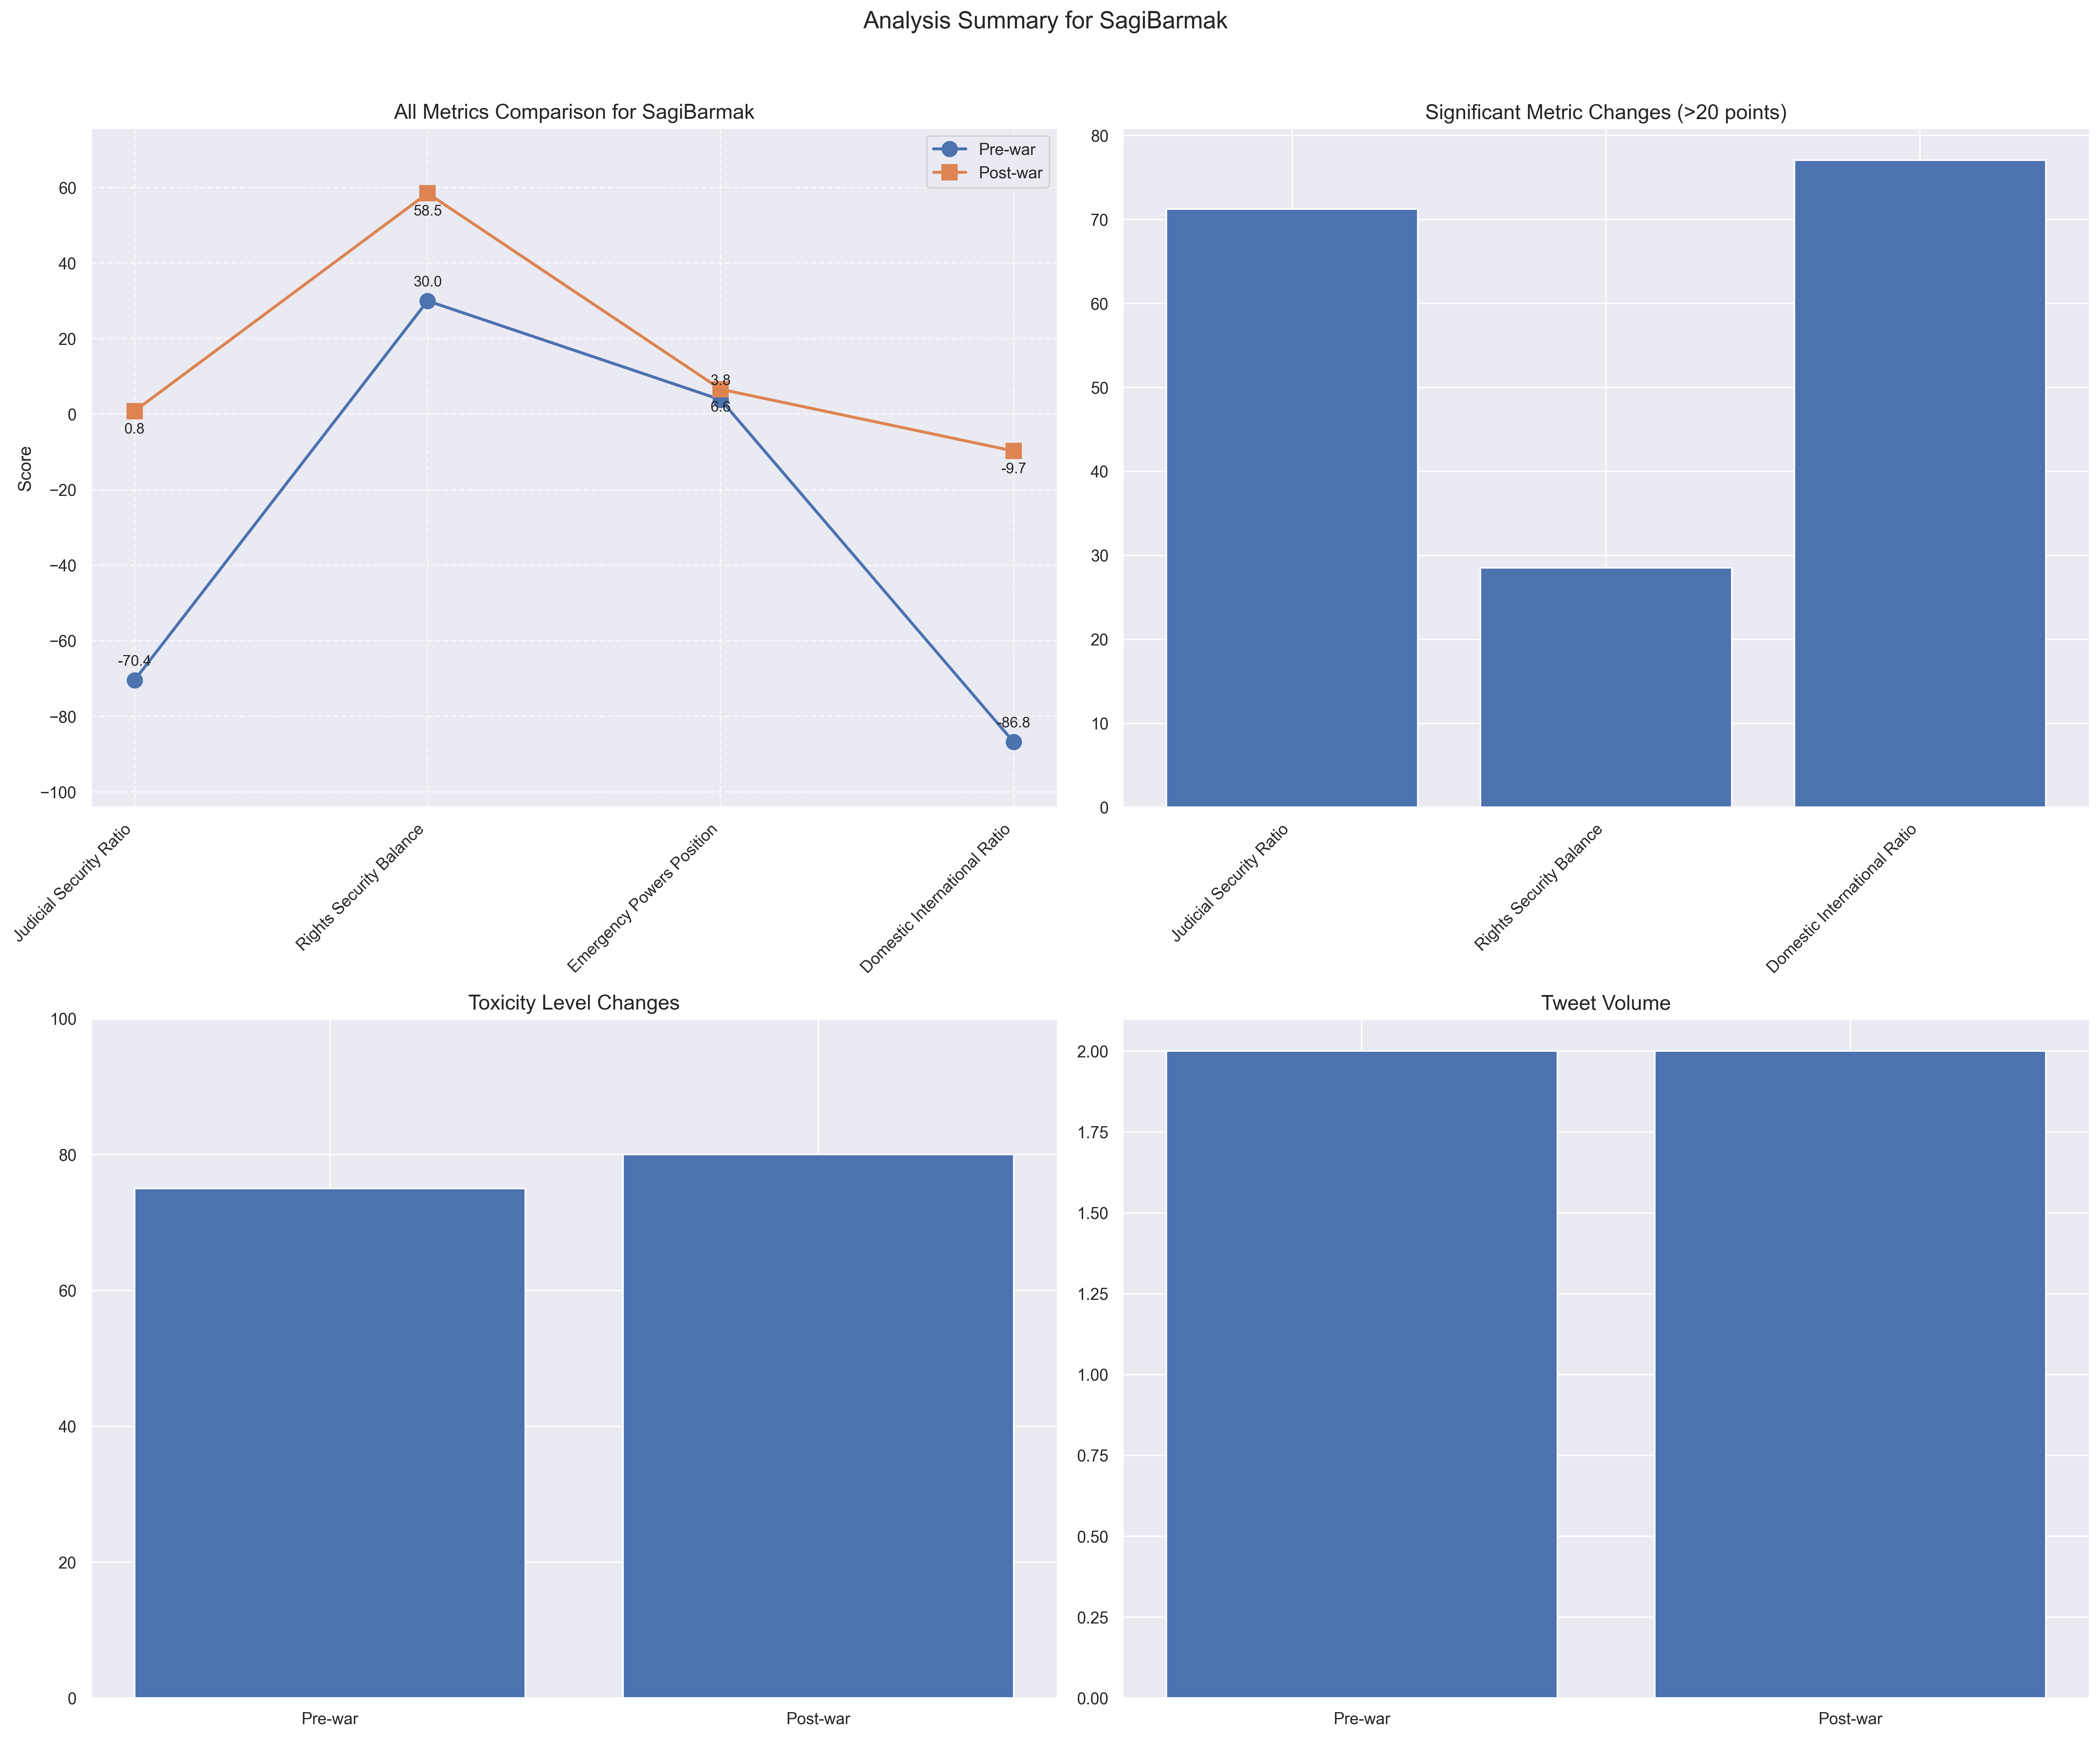 Analysis Summary for SagiBarmak
All Metrics Comparison for SagiBarmak
Pre-war
Post-war
Score
60
40
20
0
−20
−40
−60
−80
−100
58.5
30.0
3.8
6.6
0.8
-9.7
-70.4
-86.8
Judicial Security Ratio
Rights Security Balance
Emergency Powers Position
Domestic International Ratio
Significant Metric Changes (>20 points)
80
70
60
50
40
30
20
10
0
Judicial Security Ratio
Rights Security Balance
Domestic International Ratio
Toxicity Level Changes
100
80
60
40
20
0
Pre-war
Post-war
Tweet Volume
2.00
1.75
1.50
1.25
1.00
0.75
0.50
0.25
0.00
Pre-war
Post-war